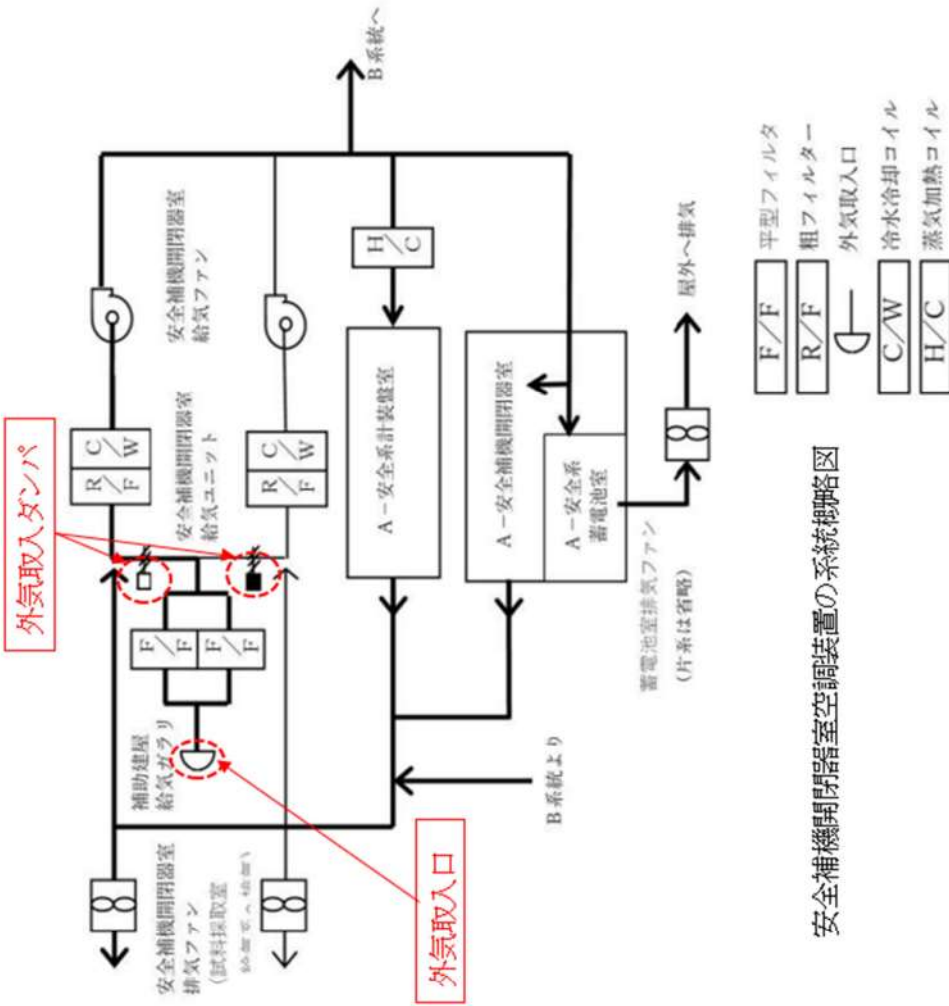 外気取入ダンパ
外気取入口
安全補機開閉器室
排気ファン
(試料採取室
補助建屋
給気ガラリ
F/F
F/F
R/F
C/W
安全補機開閉器室
給気ユニット
R/F
C/W
安全補機開閉器室
給気ファン
H/C
A－安全系計装盤室
A－安全補機開閉器室
A－安全系
蓄電池室
B系統へ
B系統より
蓄電池室排気ファン
(片系は省略)
屋外へ排気
F/F 平型フィルタ
R/F 粗フィルター
外気取入口
C/W 冷水冷却コイル
H/C 蒸気加熱コイル
安全補機開閉器室空調装置の系統概略図